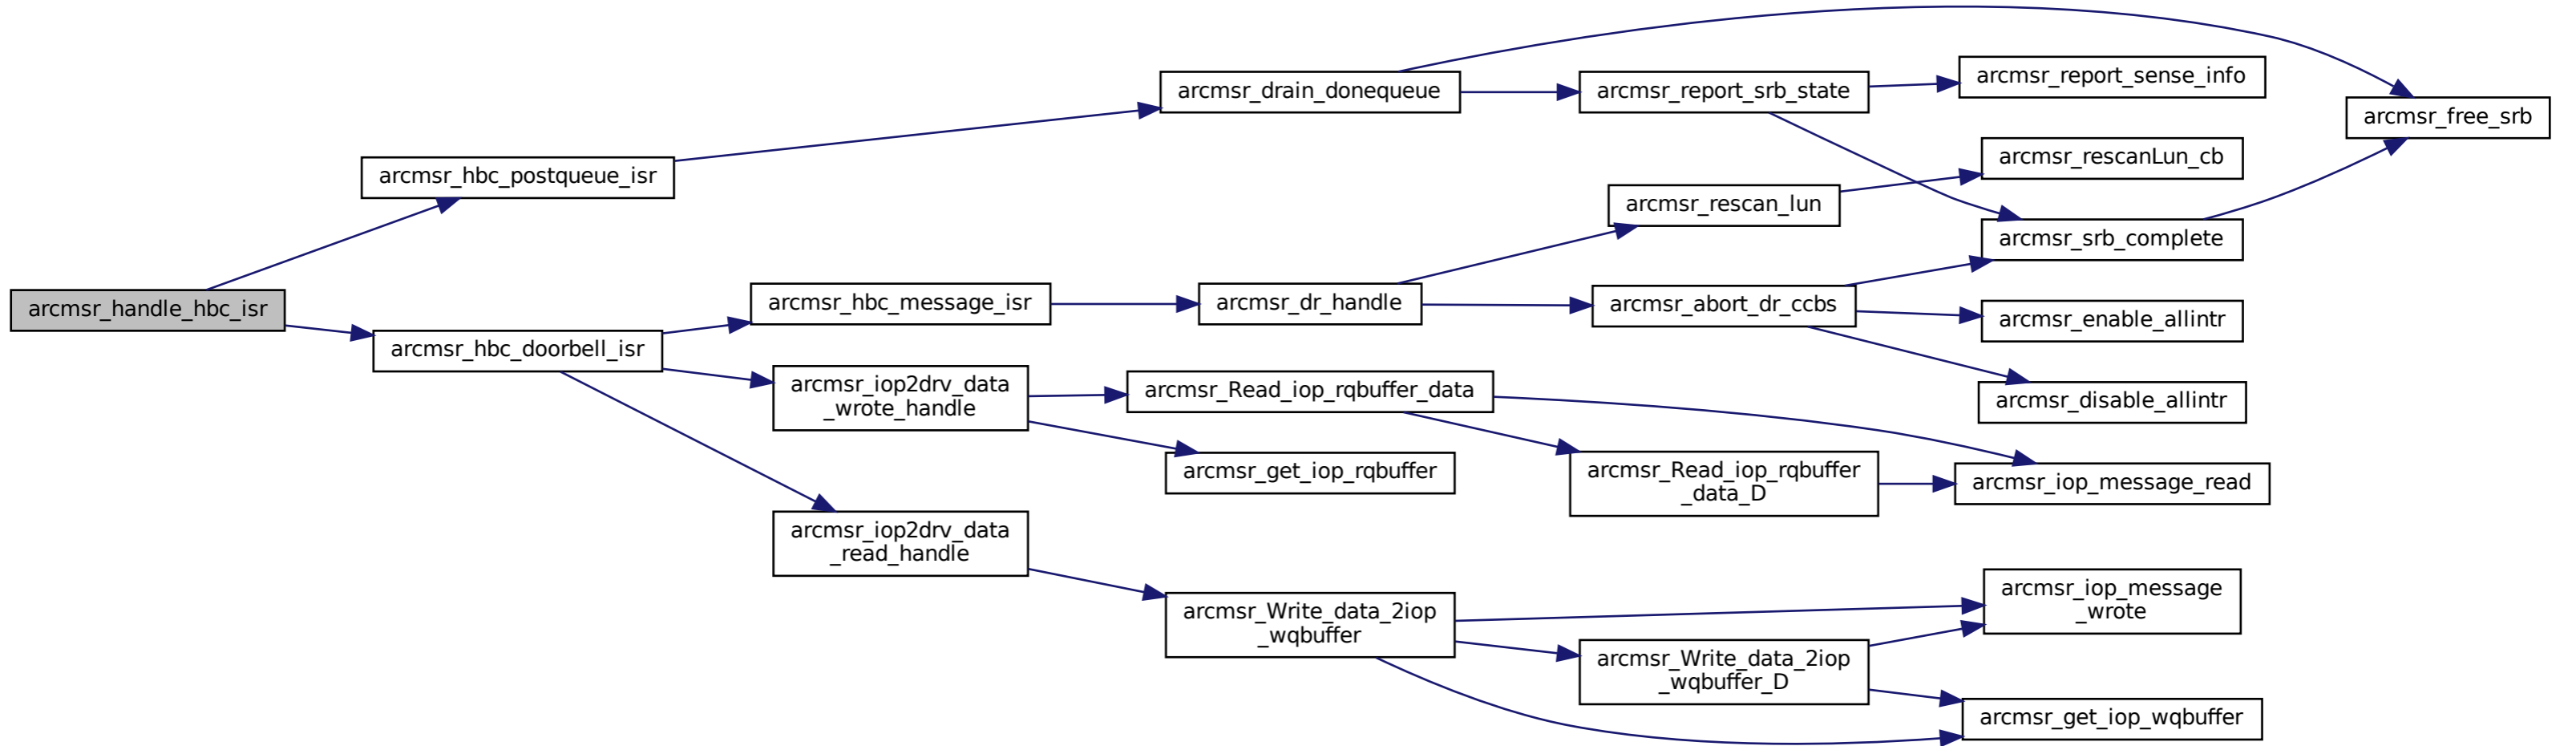 arcmsr_handle_hbc_isr
arcmsr_hbc_postqueue_isr
arcmsr_hbc_doorbell_isr
arcmsr_hbc_message_isr
arcmsr_iop2drv_data
_wrote_handle
arcmsr_iop2drv_data
_read_handle
arcmsr_drain_donequeue
arcmsr_dr_handle
arcmsr_Read_iop_rqbuffer_data
arcmsr_get_iop_rqbuffer
arcmsr_Write_data_2iop
_wqbuffer
arcmsr_report_srb_state
arcmsr_rescan_lun
arcmsr_abort_dr_ccbs
arcmsr_Read_iop_rqbuffer
_data_D
arcmsr_Write_data_2iop
_wqbuffer_D
arcmsr_report_sense_info
arcmsr_rescanLun_cb
arcmsr_srb_complete
arcmsr_enable_allintr
arcmsr_disable_allintr
arcmsr_iop_message_read
arcmsr_iop_message
_wrote
arcmsr_get_iop_wqbuffer
arcmsr_free_srb